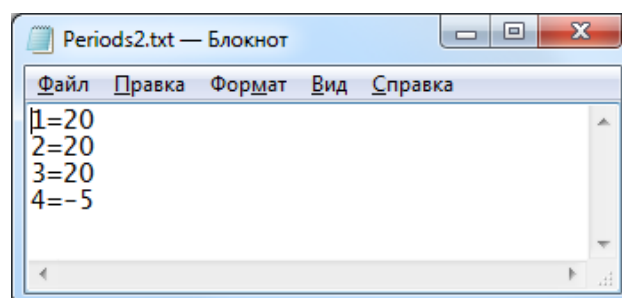 Periods2.txt — Блокнот
Файл Правка Формат Вид Справка
1=20
2=20
3=20
4=-5